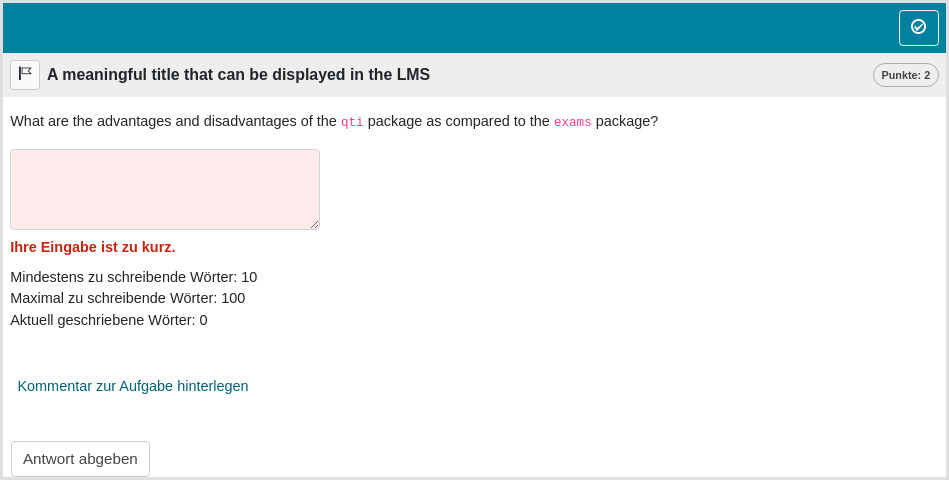 A meaningful title that can be displayed in the LMS
Punkte: 2
What are the advantages and disadvantages of the qti package as compared to the exams package?
Ihre Eingabe ist zu kurz.
Mindestens zu schreibende Wörter: 10
Maximal zu schreibende Wörter: 100
Aktuell geschriebene Wörter: 0
Kommentar zur Aufgabe hinterlegen
Antwort abgeben